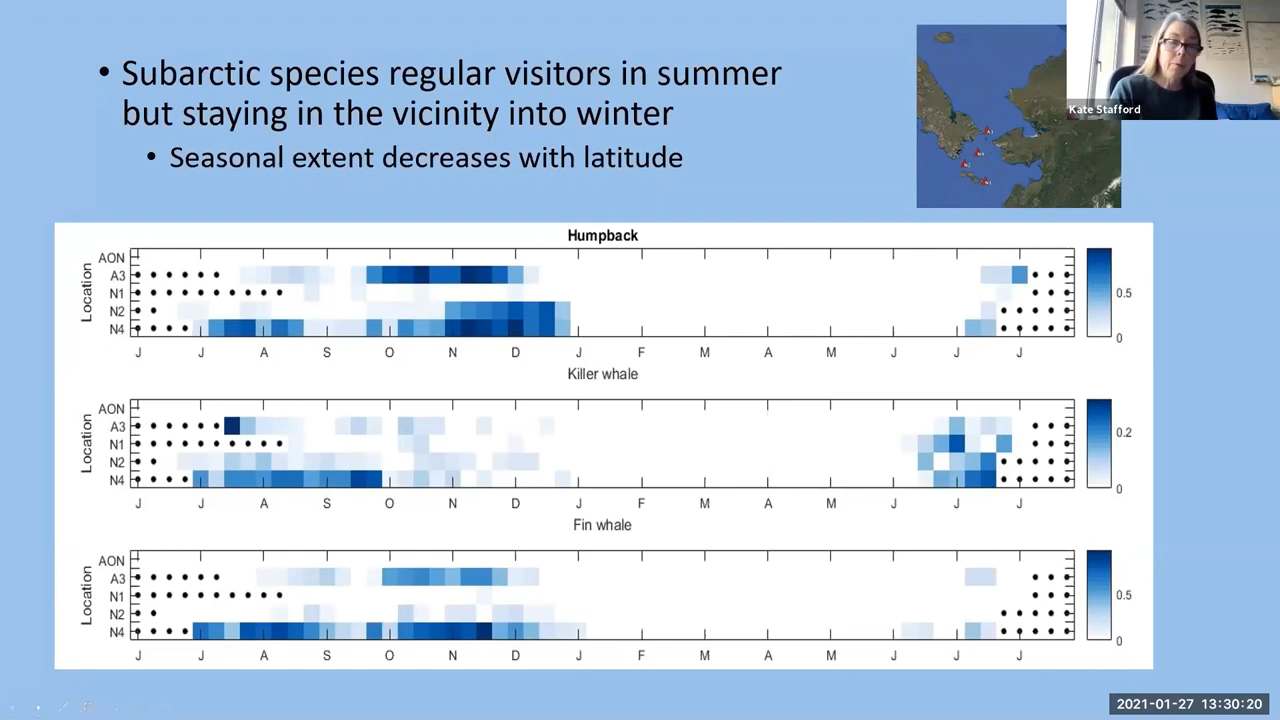 • Subarctic species regular visitors in summer
but staying in the vicinity into winter
• Seasonal extent decreases with latitude
Kate Stafford
Humpback
Location
AON
A3
N1
N2
N4
0.5
0
J J A S O N D J F M A M J J J
Killer whale
Location
AON
A3
N1
N2
N4
0.2
0
J J A S O N D J F M A M J J J
Fin whale
Location
AON
A3
N1
N2
N4
0.5
0
J J A S O N D J F M A M J J J
2021-01-27 13:30:20